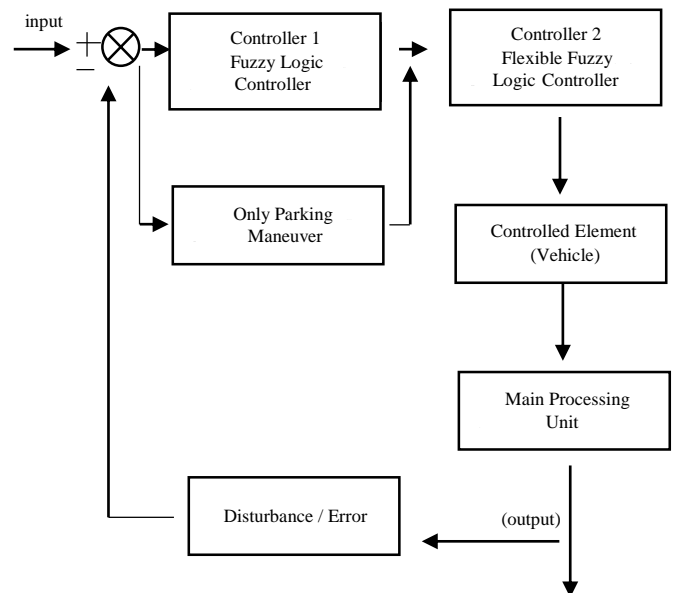 input
+
−
Controller 1
Fuzzy Logic
Controller
Controller 2
Flexible Fuzzy
Logic Controller
Only Parking
Maneuver
Controlled Element
(Vehicle)
Main Processing
Unit
Disturbance / Error
(output)